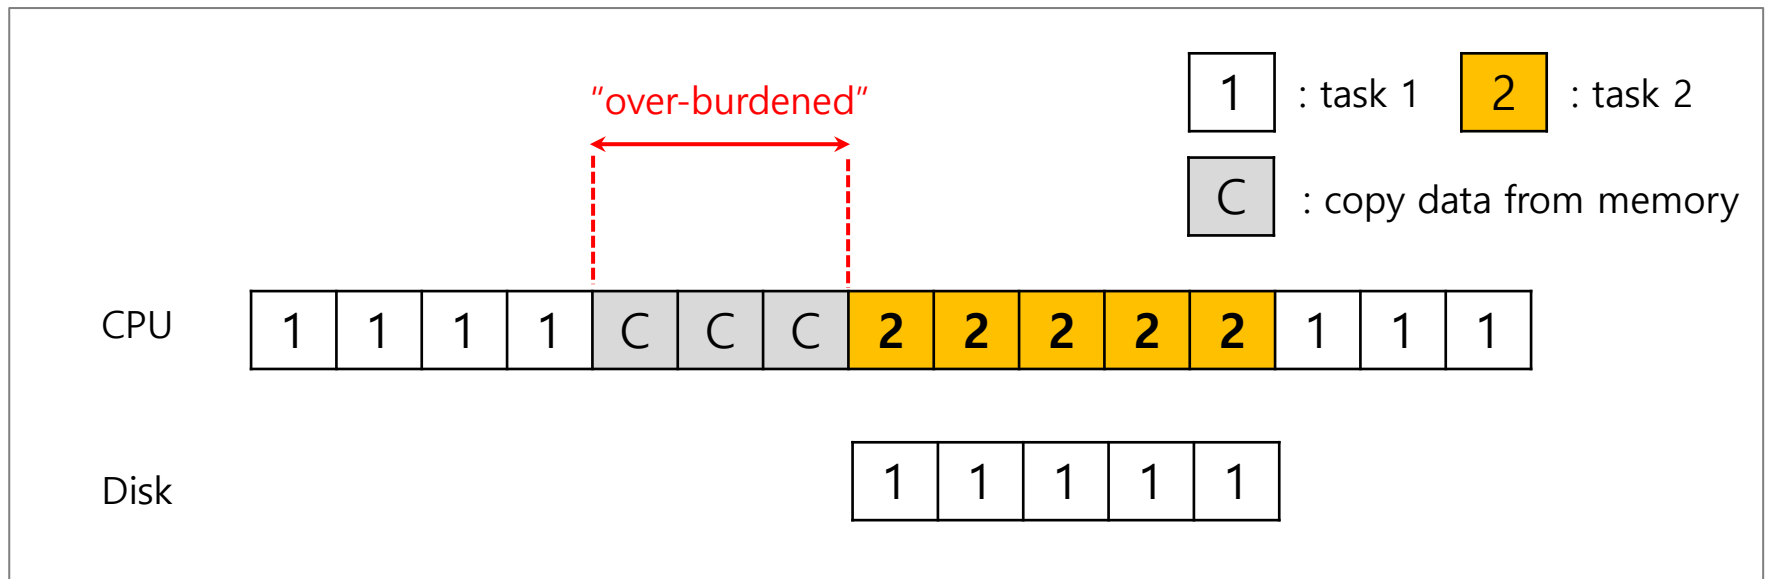 “over-burdened”
1 : task 1 2 : task 2
C : copy data from memory
CPU 1 1 1 1 C C C 2 2 2 2 2 1 1 1
Disk 1 1 1 1 1